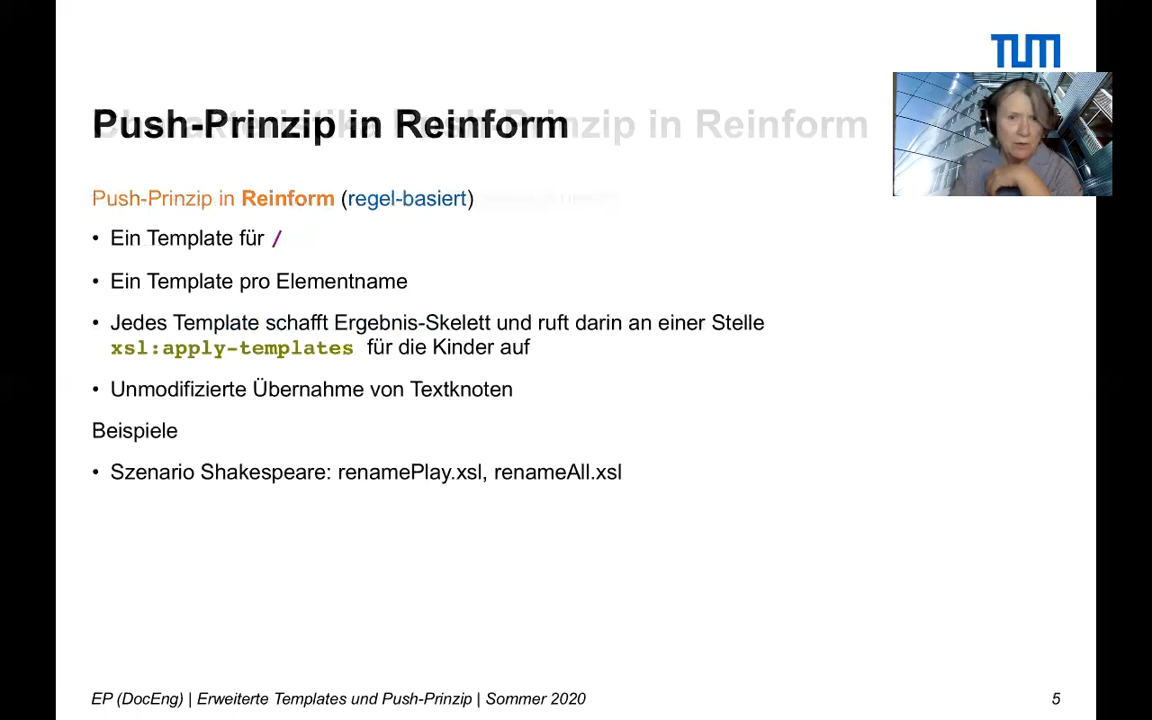 TUM
Push-Prinzip in Reinform
Push-Prinzip in Reinform (regel-basiert)
• Ein Template für /
• Ein Template pro Elementname
• Jedes Template schafft Ergebnis-Skelett und ruft darin an einer Stelle
xsl:apply-templates für die Kinder auf
• Unmodifizierte Übernahme von Textknoten
Beispiele
• Szenario Shakespeare: renamePlay.xsl, renameAll.xsl
EP (DocEng) | Erweiterte Templates und Push-Prinzip | Sommer 2020
5